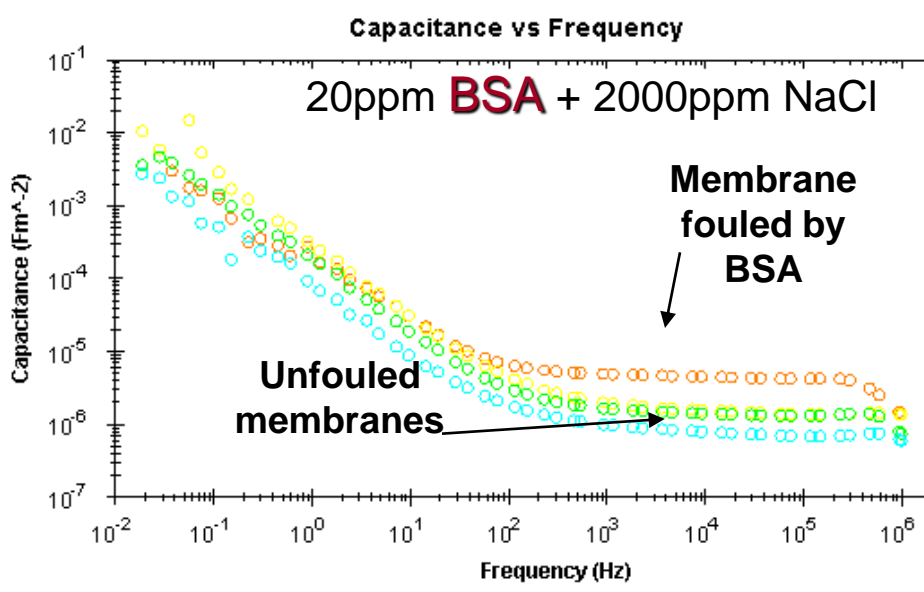 Capacitance vs Frequency
20ppm BSA + 2000ppm NaCl
Membrane
fouled by
BSA
Unfouled
membranes
Capacitance (Fm^-2)
10^-1
10^-2
10^-3
10^-4
10^-5
10^-6
10^-7
10^-2 10^-1 10^0 10^1 10^2 10^3 10^4 10^5 10^6
Frequency (Hz)